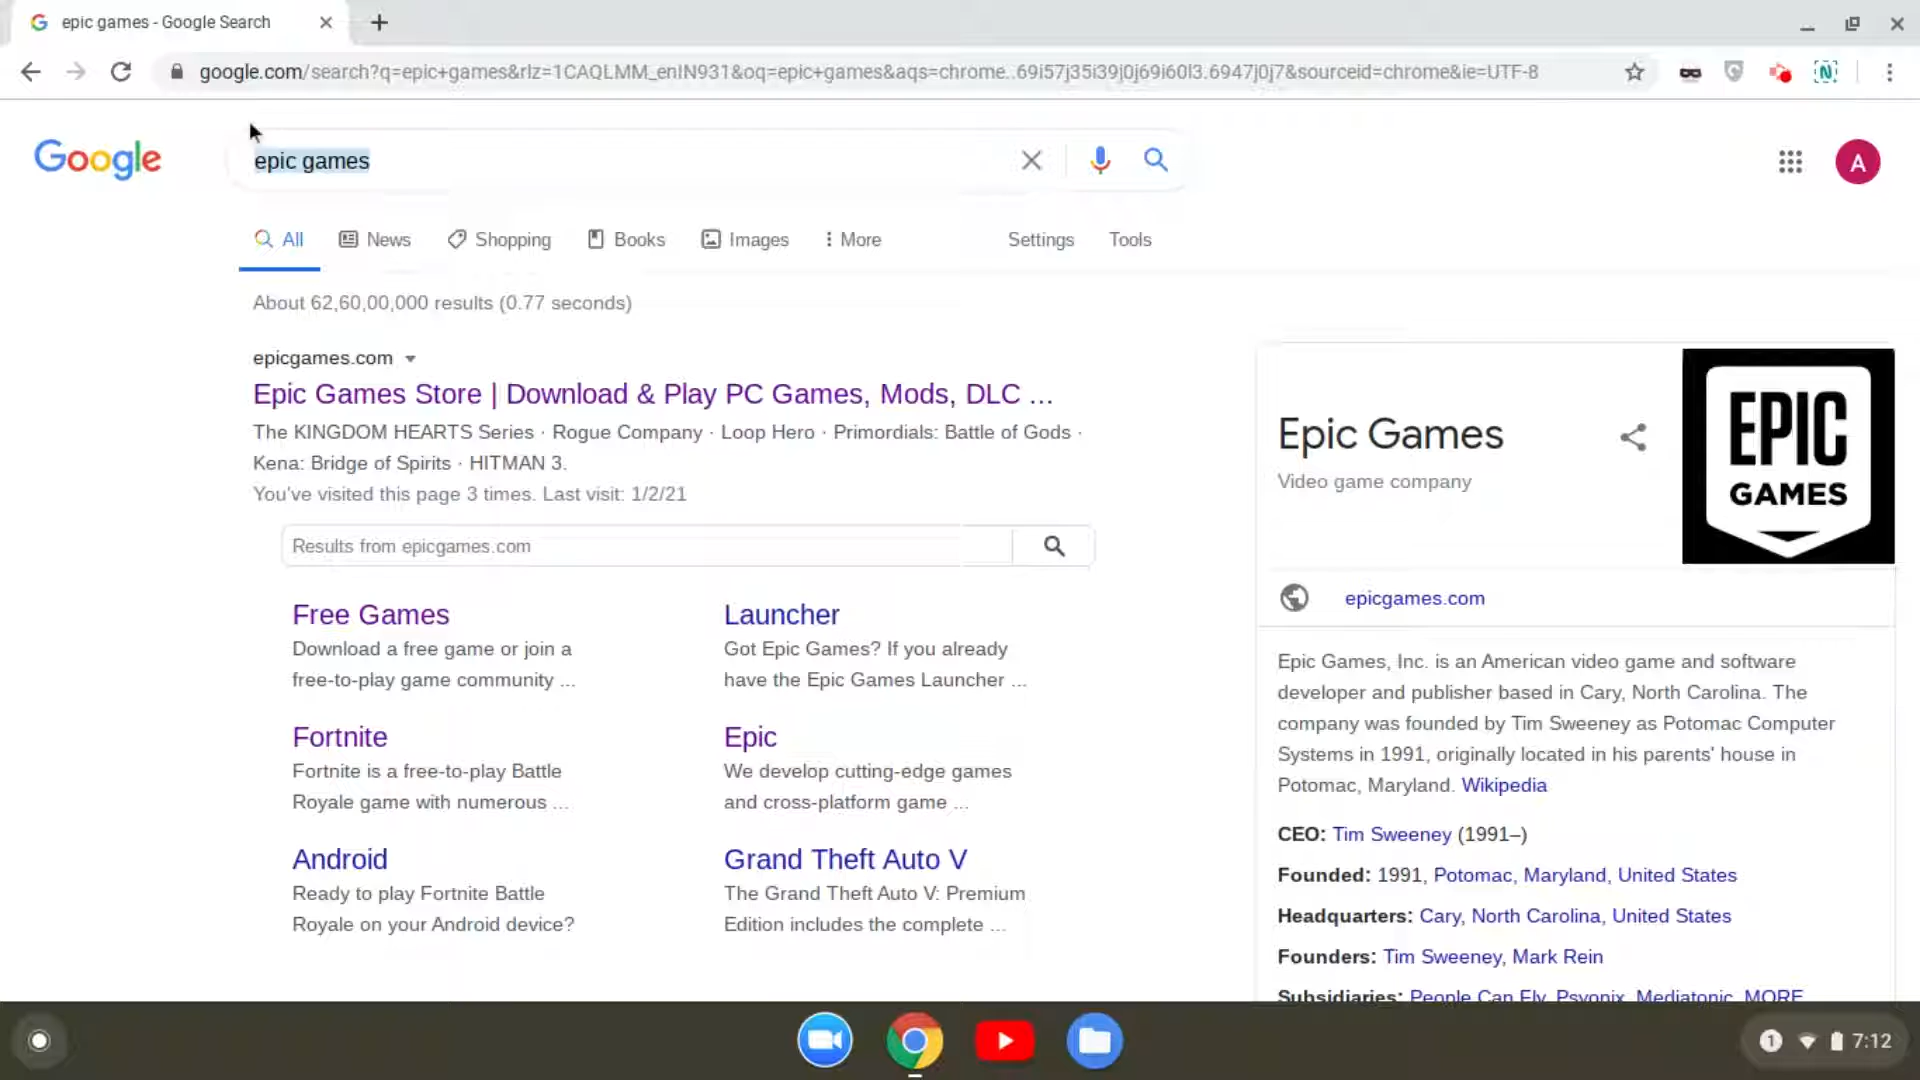 epic games - Google Search
google.com/search?q=epic+games&rlz=1CAQLMM_enIN931&oq=epic+games&aqs=chrome..69i57j35i39j0j69i60l3.6947j0j7&sourceid=chrome&ie=UTF-8
Google
epic games
A
All News Shopping Books Images More Settings Tools
About 62,60,00,000 results (0.77 seconds)
epicgames.com
Epic Games Store | Download & Play PC Games, Mods, DLC ...
The KINGDOM HEARTS Series · Rogue Company · Loop Hero · Primordials: Battle of Gods ·
Kena: Bridge of Spirits · HITMAN 3.
You've visited this page 3 times. Last visit: 1/2/21
Results from epicgames.com
Free Games
Download a free game or join a
free-to-play game community ...
Launcher
Got Epic Games? If you already
have the Epic Games Launcher ...
Fortnite
Fortnite is a free-to-play Battle
Royale game with numerous ...
Epic
We develop cutting-edge games
and cross-platform game ...
Android
Ready to play Fortnite Battle
Royale on your Android device?
Grand Theft Auto V
The Grand Theft Auto V: Premium
Edition includes the complete ...
Epic Games
Video game company
EPIC
GAMES
epicgames.com
Epic Games, Inc. is an American video game and software
developer and publisher based in Cary, North Carolina. The
company was founded by Tim Sweeney as Potomac Computer
Systems in 1991, originally located in his parents' house in
Potomac, Maryland. Wikipedia
CEO: Tim Sweeney (1991–)
Founded: 1991, Potomac, Maryland, United States
Headquarters: Cary, North Carolina, United States
Founders: Tim Sweeney, Mark Rein
Subsidiaries: People Can Fly, Psyonix, Mediatonic, MORE
1 7:12